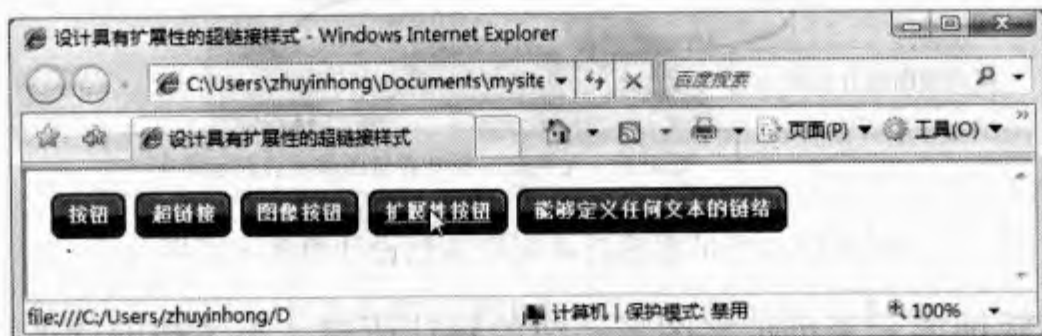 设计具有扩展性的超链接样式 - Windows Internet Explorer
C:\Users\zhuyinhong\Documents\mysite 百度搜索
设计具有扩展性的超链接样式 页面(P) 工具(O)
按钮 超链接 图像按钮 扩展性按钮 能够定义任何文本的链结
file:///C:/Users/zhuyinhong/D 计算机 | 保护模式: 禁用 100%